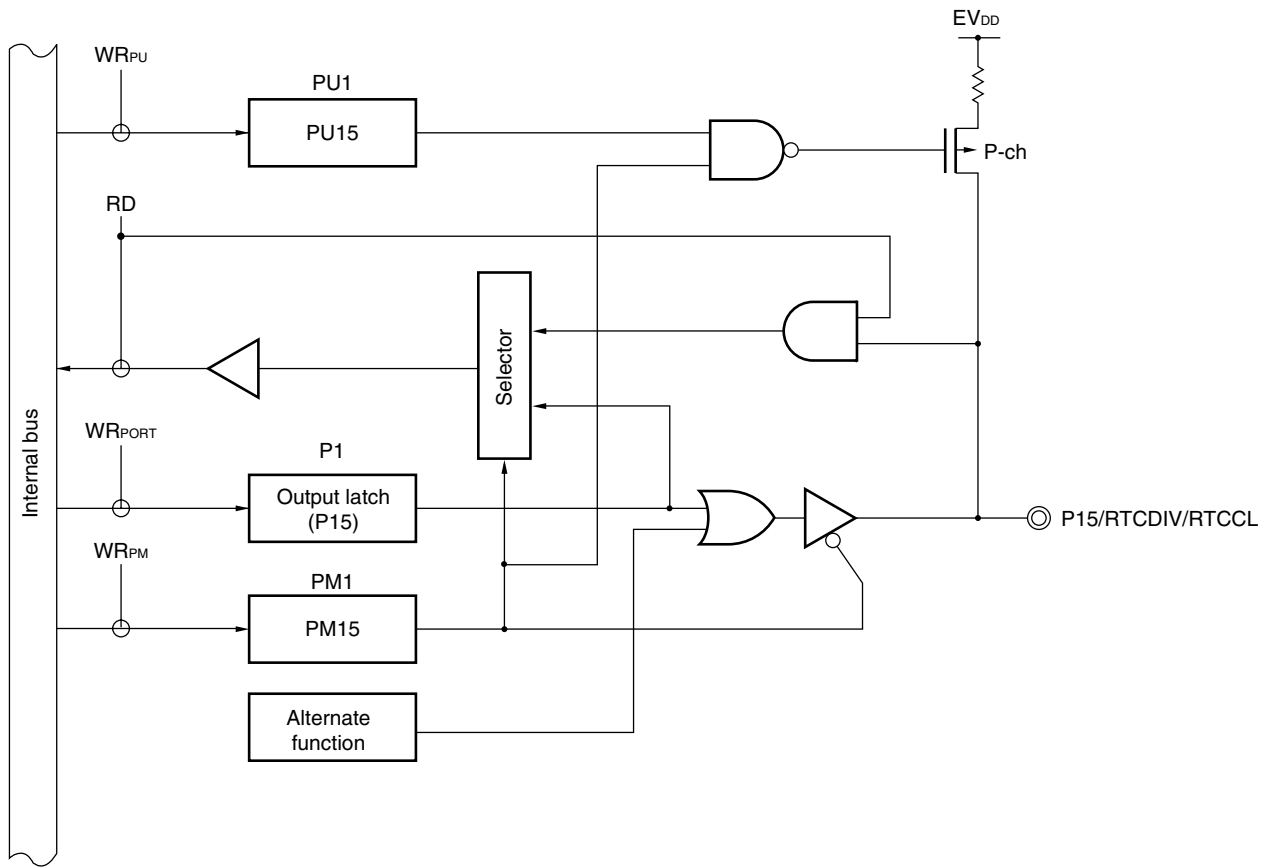 EVDD
WRPU
PU1
PU15
P-ch
RD
Selector
Internal bus
WRPORT
P1
Output latch
(P15)
P15/RTCDIV/RTCCL
WRPM
PM1
PM15
Alternate
function